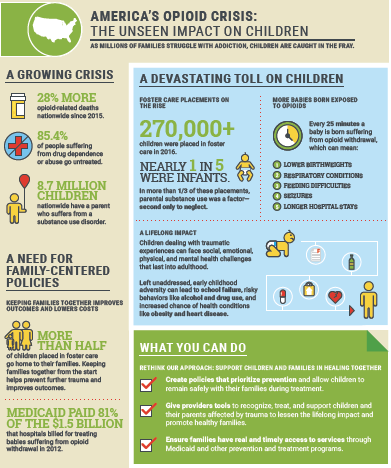 AMERICA'S OPIOID CRISIS:
THE UNSEEN IMPACT ON CHILDREN
AS MILLIONS OF FAMILIES STRUGGLE WITH ADDICTION, CHILDREN ARE CAUGHT IN THE FRAY.
A GROWING CRISIS
28% MORE
opioid-related deaths
nationwide since 2015.
85.4%
of people suffering
from drug dependency
or abuse go untreated.
8.7 MILLION
CHILDREN
nationwide have a parent
who suffers from a
substance use disorder.
A NEED FOR
FAMILY-CENTERED
POLICIES
KEEPING FAMILIES TOGETHER IMPROVES
OUTCOMES AND LOWERS COSTS
MORE
THAN HALF
of children placed in foster care
go home to their families. Keeping
families together from the start
helps prevent further trauma and
improves outcomes.
MEDICAID PAID 81%
OF THE $1.5 BILLION
that hospitals billed for treating
babies suffering from opioid
withdrawal in 2012.
A DEVASTATING TOLL ON CHILDREN
FOSTER CARE PLACEMENTS ON
THE RISE
270,000+
children were placed in foster
care in 2016.
NEARLY 1 IN 5
WERE INFANTS.
In more than 1/3 of these placements,
parental substance use was a factor—
second only to neglect.
MORE BABIES BORN EXPOSED
TO OPIOIDS
Every 25 minutes a
baby is born suffering
from opioid withdrawal,
which can mean:
1 LOWER BIRTHWEIGHTS
2 RESPIRATORY CONDITIONS
3 FEEDING DIFFICULTIES
4 SEIZURES
5 LONGER HOSPITAL STAYS
A LIFELONG IMPACT
Children dealing with traumatic
experiences can face social, emotional,
physical, and mental health challenges
that last into adulthood.
Left unaddressed, early childhood
adversity can lead to school failure, risky
behaviors like alcohol and drug use, and
increased chance of health conditions
like obesity and heart disease.
WHAT YOU CAN DO
RETHINK OUR APPROACH: SUPPORT CHILDREN AND FAMILIES IN HEALING TOGETHER
Create policies that prioritize prevention and allow children to
remain safely with their families during treatment.
Give providers tools to recognize, treat, and support children and
their parents affected by trauma to lessen the lifelong impact and
promote healthy families.
Ensure families have real and timely access to services through
Medicaid and other prevention and treatment programs.